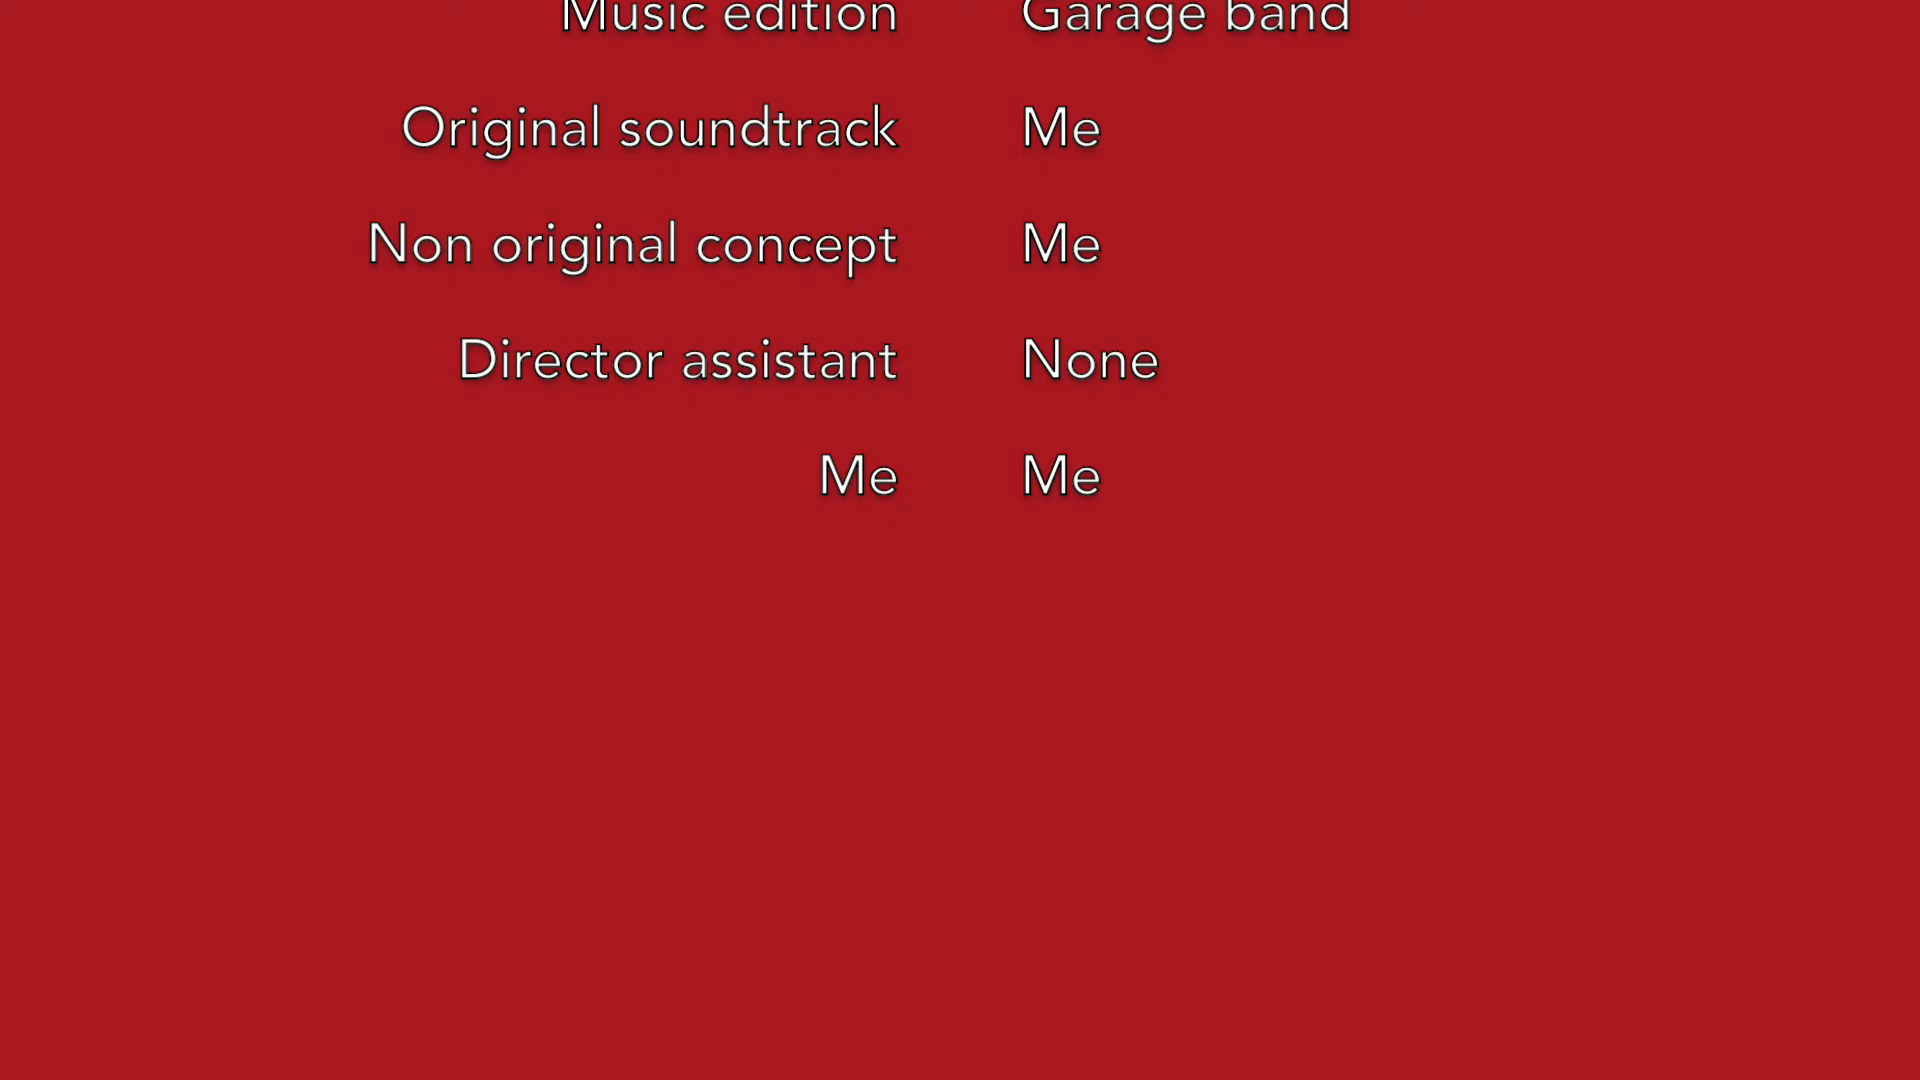 Music edition Garage band
Original soundtrack Me
Non original concept Me
Director assistant None
Me Me